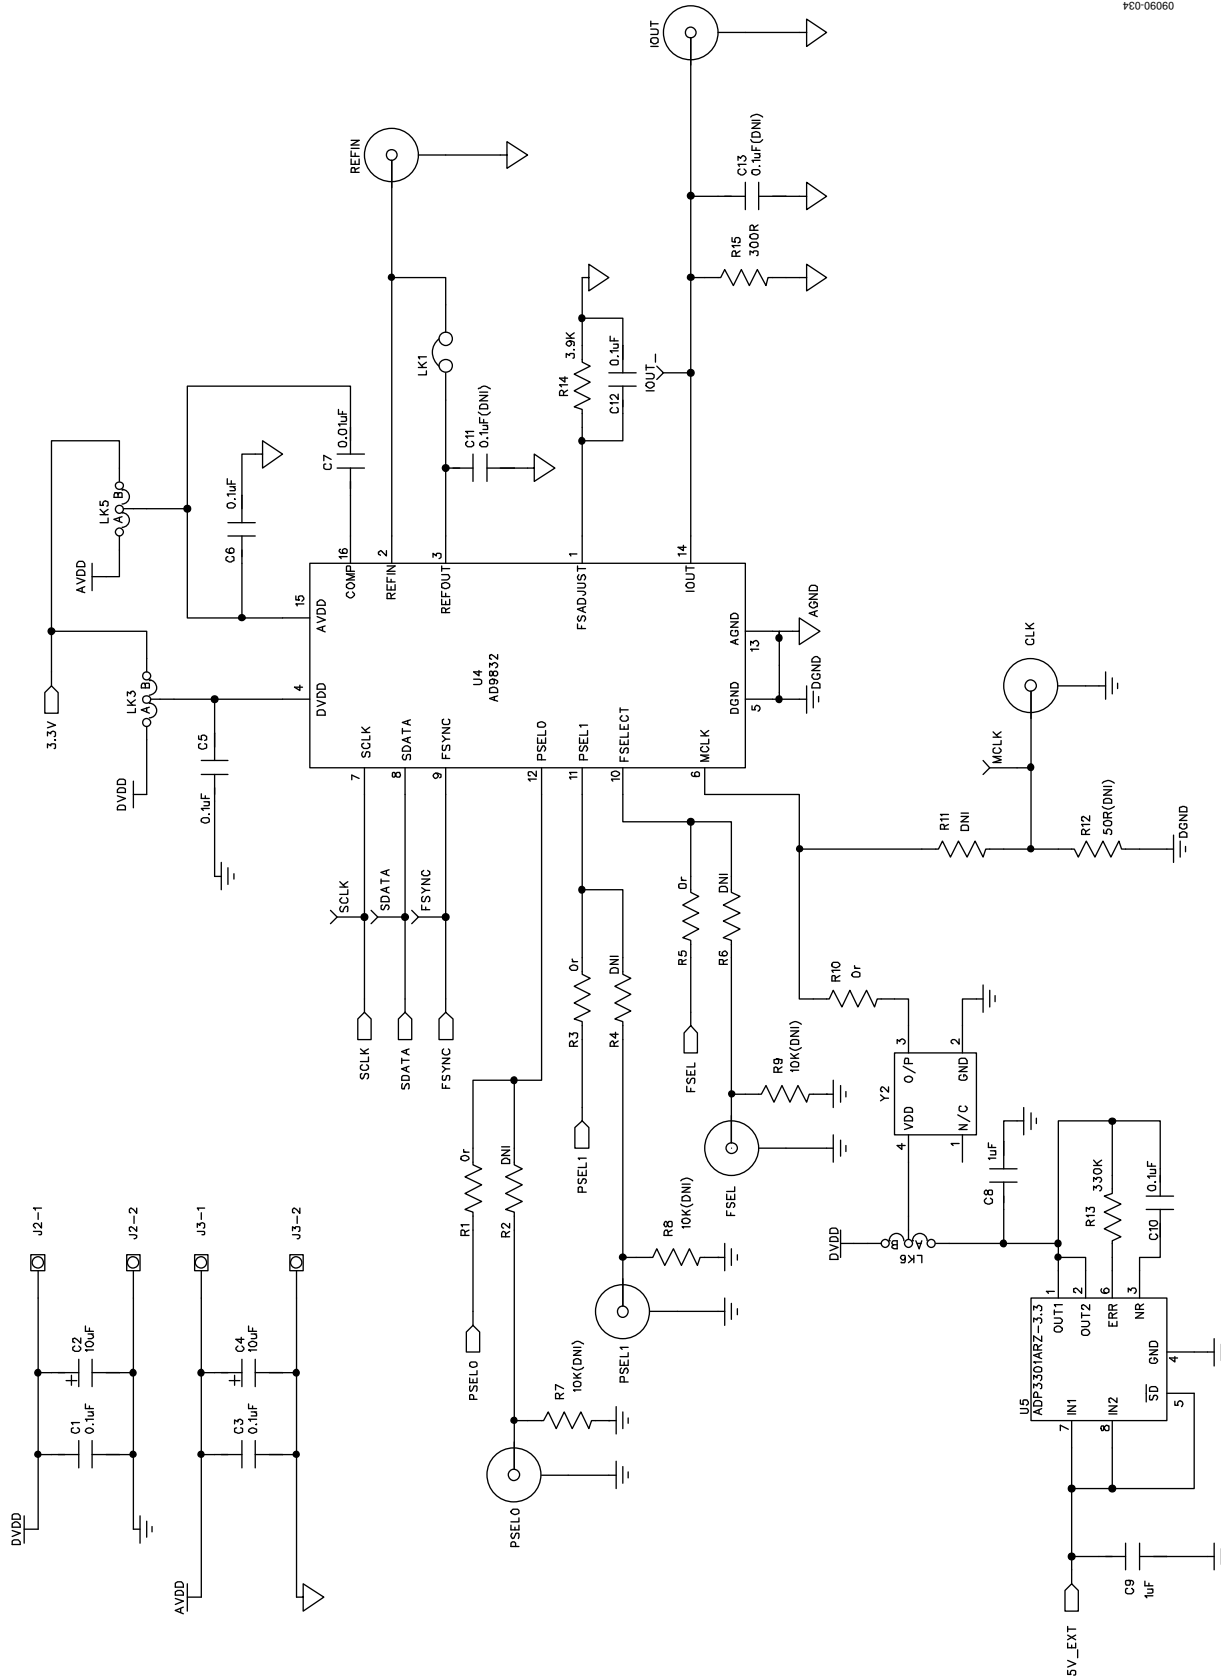 09090-034
IOUT
REFIN
C13
0.1uF(DNI)
R15
300R
R14
3.9K
C12
0.1uF
IOUT_
LK1
C11
0.1uF(DNI)
C7
0.01uF
LK5
A
B
AVDD
C6
0.1uF
3.3V
LK3
A
B
DVDD
C5
0.1uF
15
AVDD
4
DVDD
COMP
16
REFIN
2
REFOUT
3
FSADJUST
1
IOUT
14
U4
AD9832
AGND
13
AGND
DGND
5
DGND
SCLK
7
SDATA
8
FSYNC
9
PSEL0
12
PSEL1
11
FSELECT
10
MCLK
6
SCLK
SDATA
FSYNC
SCLK
SDATA
FSYNC
CLK
MCLK
R11
DNI
R12
50R(DNI)
DGND
R10
0r
R5
0r
R6
DNI
R3
0r
R4
DNI
FSEL
R9
10K(DNI)
FSEL
R1
0r
R2
DNI
PSEL1
R8
10K(DNI)
PSEL1
PSEL0
R7
10K(DNI)
PSEL0
Y2
3
O/P
2
GND
4
VDD
1
N/C
C8
1uF
DVDD
B
A
LK6
R13
330K
C10
0.1uF
U5
ADP3301ARZ-3.3
1
OUT1
2
OUT2
6
ERR
3
NR
GND
4
SD
5
7
IN1
8
IN2
C9
1uF
5V_EXT
J2-1
J2-2
J3-1
J3-2
C2
10uF
+
C1
0.1uF
DVDD
C4
10uF
+
C3
0.1uF
AVDD